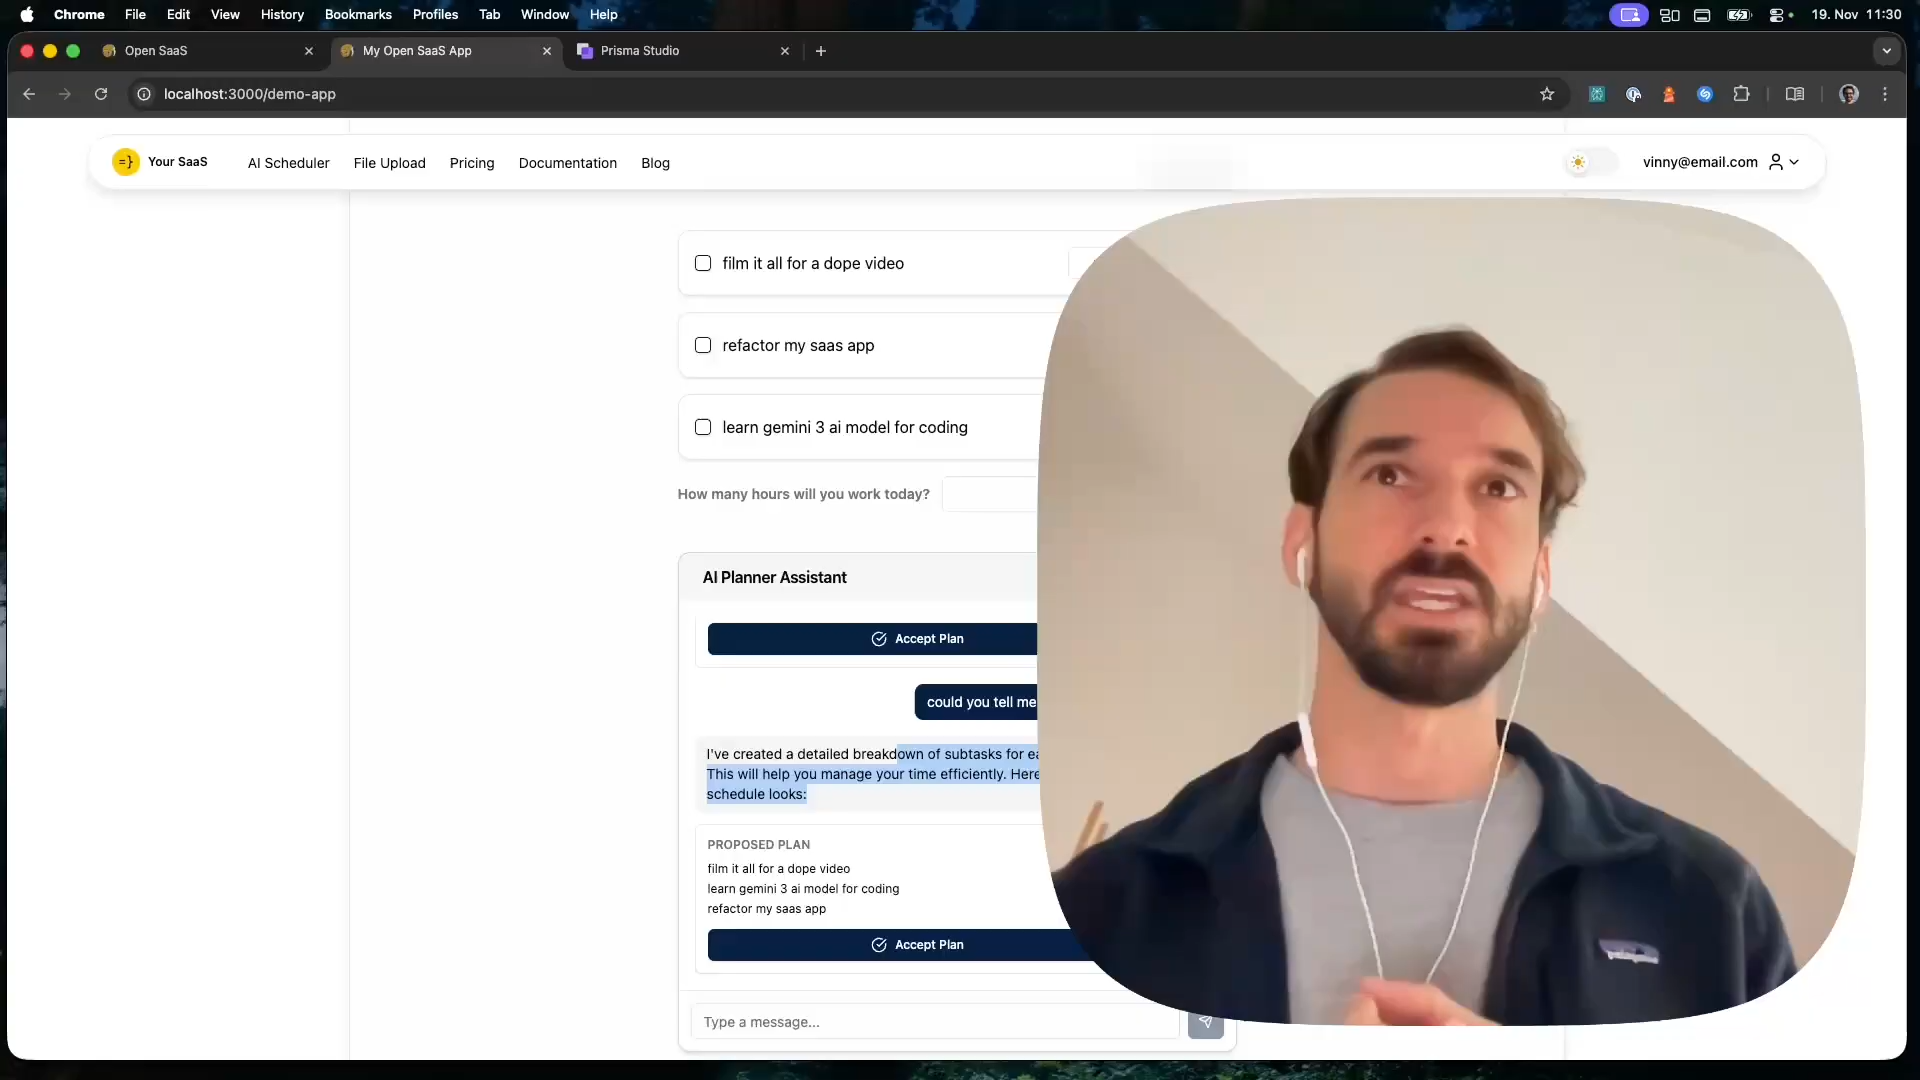 Chrome File Edit View History Bookmarks Profiles Tab Window Help 19. Nov 11:30
Open SaaS My Open SaaS App Prisma Studio
localhost:3000/demo-app
=} Your SaaS AI Scheduler File Upload Pricing Documentation Blog vinny@email.com
film it all for a dope video
refactor my saas app
learn gemini 3 ai model for coding
How many hours will you work today?
AI Planner Assistant
Accept Plan
could you tell me
I've created a detailed breakdown of subtasks for
This will help you manage your time efficiently.
schedule looks:
PROPOSED PLAN
film it all for a dope video
learn gemini 3 ai model for coding
refactor my saas app
Accept Plan
Type a message...